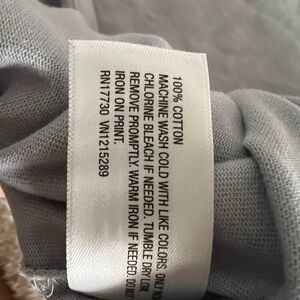 100% COTTON
MACHINE WASH COLD WITH LIKE COLORS. ONLY
CHLORINE BLEACH IF NEEDED. TUMBLE DRY LOW
REMOVE PROMPTLY. WARM IRON IF NEEDED. DO NOT
IRON ON PRINT.
RN17730 VN1215289